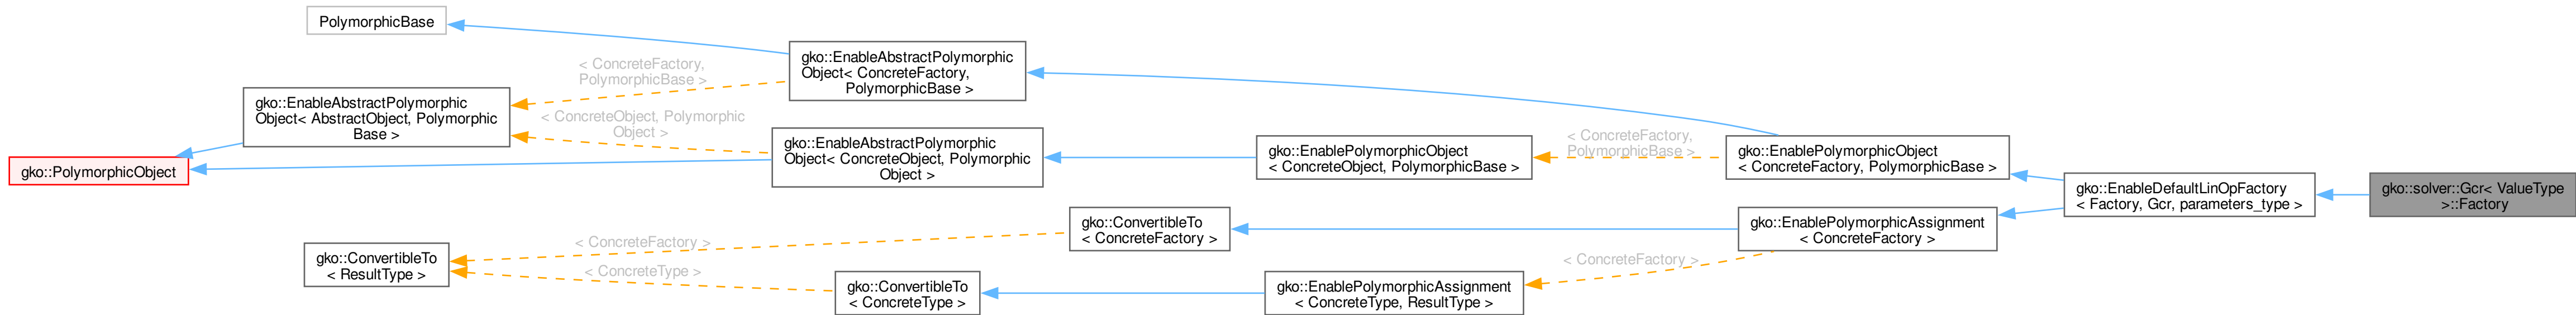 PolymorphicBase
gko::EnableAbstractPolymorphic
Object< ConcreteFactory,
PolymorphicBase >
< ConcreteFactory,
PolymorphicBase >
gko::EnableAbstractPolymorphic
Object< AbstractObject, Polymorphic
Base >
< ConcreteObject, Polymorphic
Object >
gko::EnableAbstractPolymorphic
Object< ConcreteObject, Polymorphic
Object >
gko::PolymorphicObject
gko::EnablePolymorphicObject
< ConcreteObject, PolymorphicBase >
< ConcreteFactory,
PolymorphicBase >
gko::EnablePolymorphicObject
< ConcreteFactory, PolymorphicBase >
gko::EnableDefaultLinOpFactory
< Factory, Gcr, parameters_type >
gko::solver::Gcr< ValueType
>::Factory
gko::ConvertibleTo
< ConcreteFactory >
gko::EnablePolymorphicAssignment
< ConcreteFactory >
gko::ConvertibleTo
< ResultType >
< ConcreteFactory >
< ConcreteType >
gko::ConvertibleTo
< ConcreteType >
gko::EnablePolymorphicAssignment
< ConcreteType, ResultType >
< ConcreteFactory >